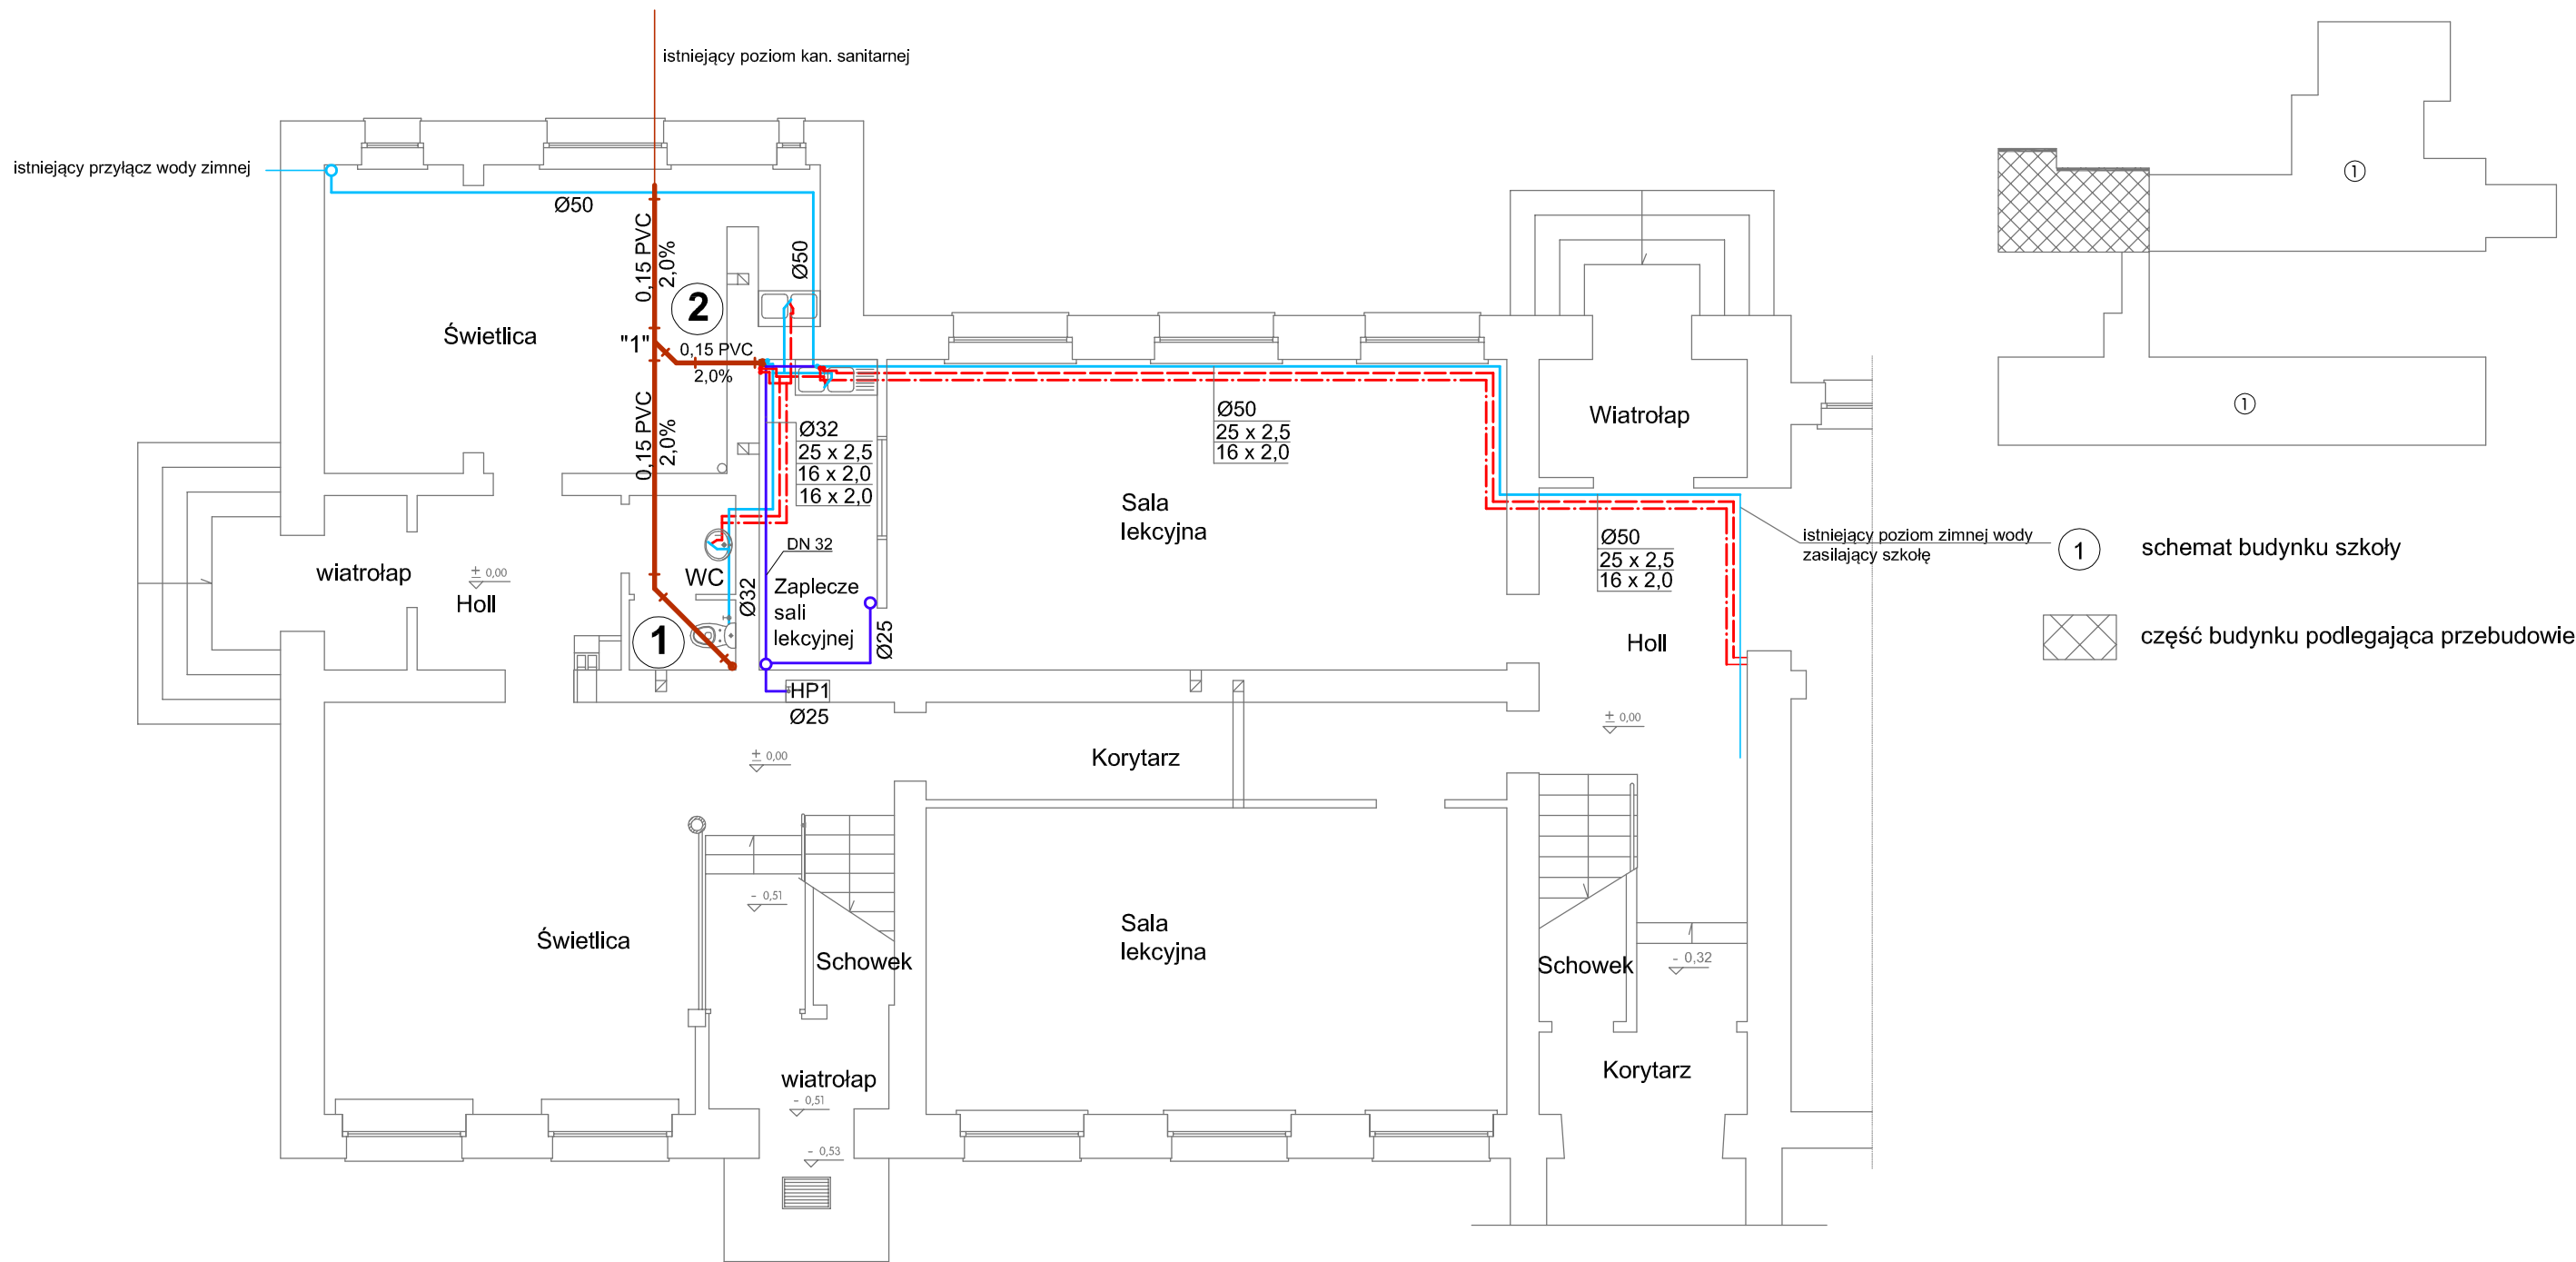 istniejący poziom kan. sanitarnej
istniejący przyłącz wody zimnej
Ø50
0,15 PVC
2,0%
Ø50
2
Świetlica
"1"
0,15 PVC
2,0%
0,15 PVC
2,0%
Ø32
25 x 2,5
16 x 2,0
16 x 2,0
Ø50
25 x 2,5
16 x 2,0
Wiatrołap
Sala
lekcyjna
istniejący poziom zimnej wody
zasilający szkołę
Ø50
25 x 2,5
16 x 2,0
DN 32
wiatrołap
± 0,00
Holl
WC
Ø32
Zaplecze
sali
lekcyjnej
Ø25
1
Holl
HP1
Ø25
± 0,00
± 0,00
Korytarz
- 0,51
Świetlica
Schowek
Sala
lekcyjna
Schowek
- 0,32
wiatrołap
- 0,51
Korytarz
- 0,53
1
1
1
schemat budynku szkoły
część budynku podlegająca przebudowie